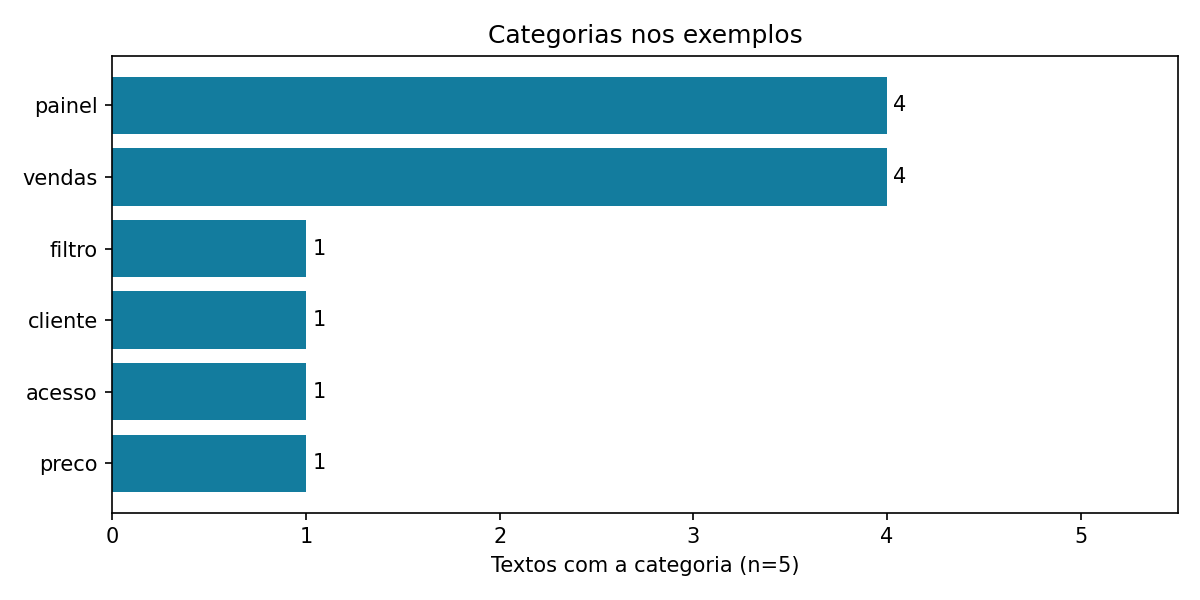 Categorias nos exemplos
painel 4
vendas 4
filtro 1
cliente 1
acesso 1
preco 1
0 1 2 3 4 5
Textos com a categoria (n=5)